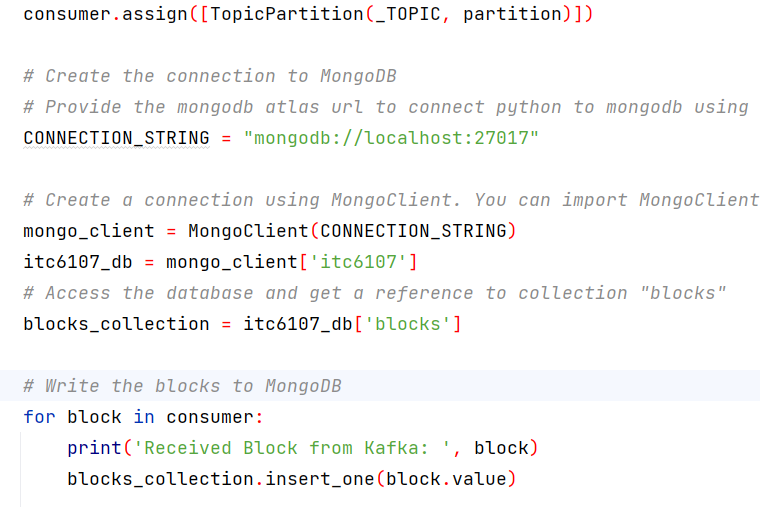 consumer.assign([TopicPartition(_TOPIC, partition)])
# Create the connection to MongoDB
# Provide the mongodb atlas url to connect python to mongodb using
CONNECTION_STRING = "mongodb://localhost:27017"
# Create a connection using MongoClient. You can import MongoClient
mongo_client = MongoClient(CONNECTION_STRING)
itc6107_db = mongo_client['itc6107']
# Access the database and get a reference to collection "blocks"
blocks_collection = itc6107_db['blocks']
# Write the blocks to MongoDB
for block in consumer:
    print('Received Block from Kafka: ', block)
    blocks_collection.insert_one(block.value)